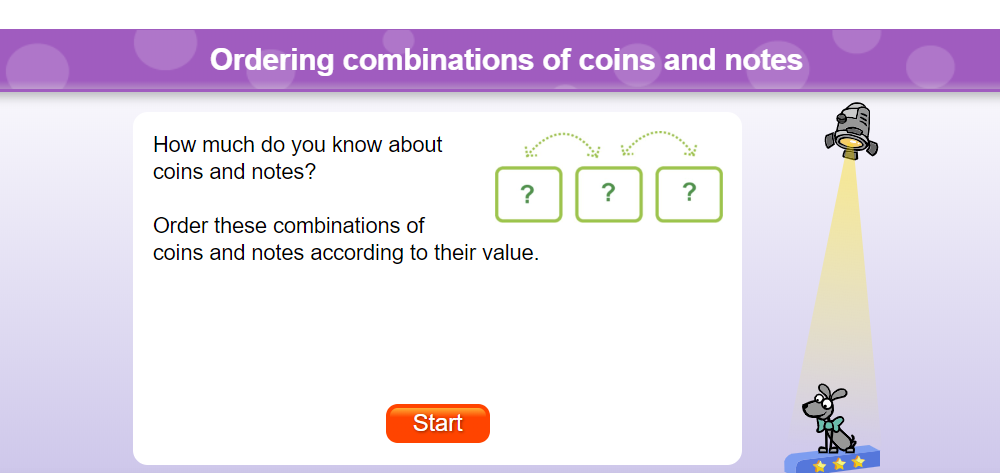 Ordering combinations of coins and notes
How much do you know about
coins and notes?
? ? ?
Order these combinations of
coins and notes according to their value.
Start